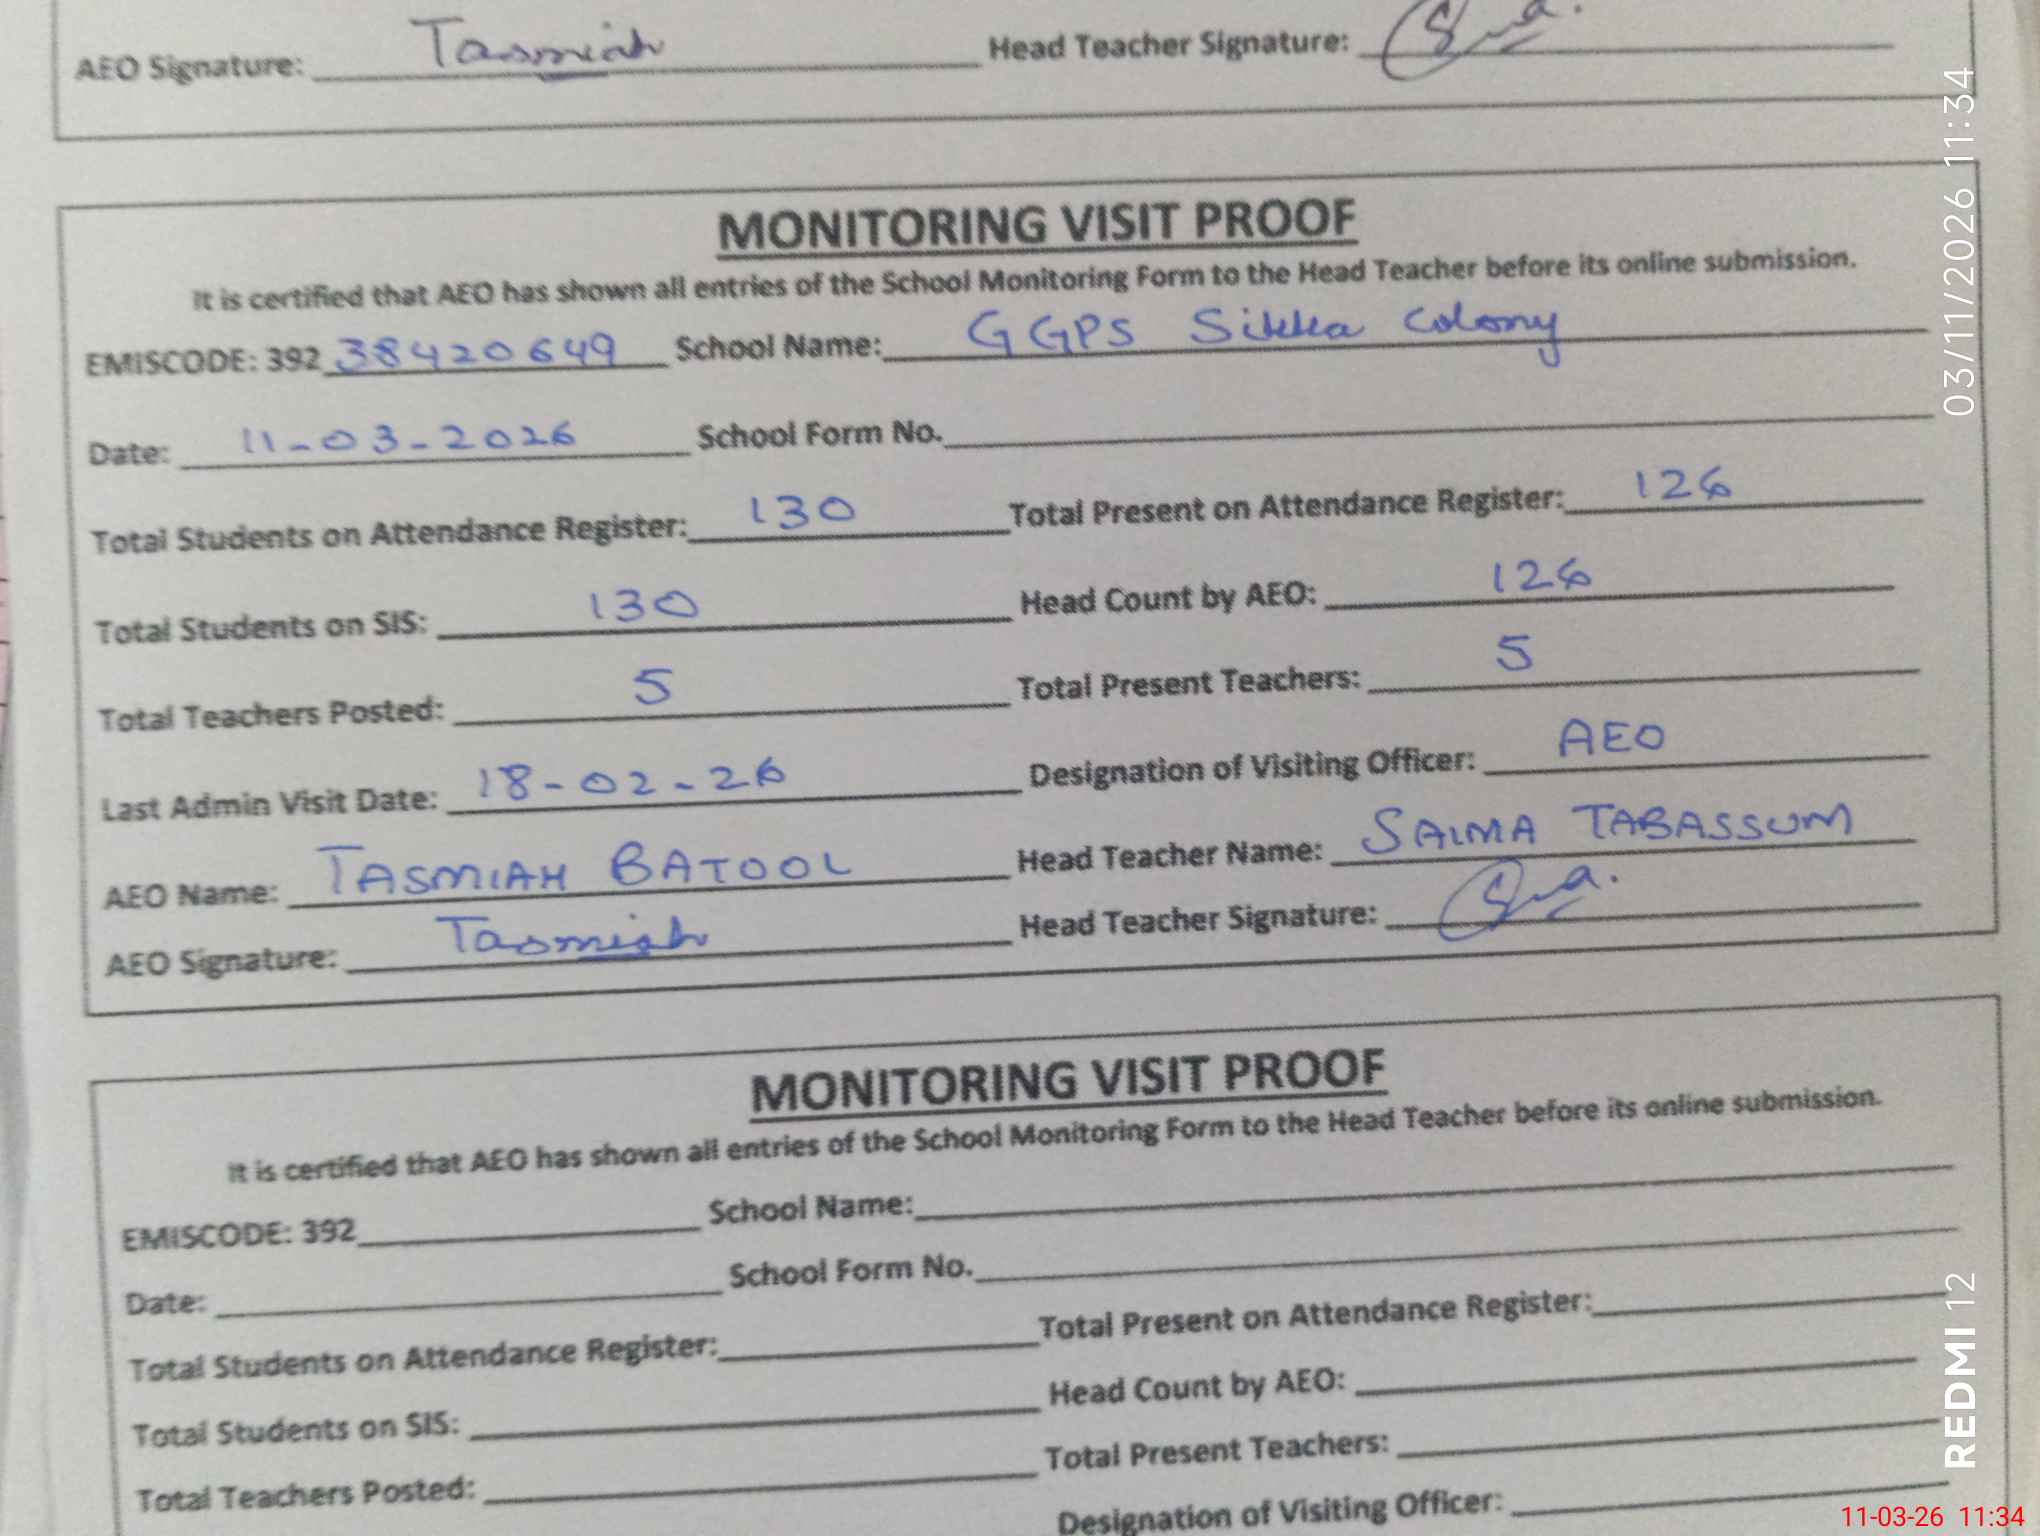 AEO Signature: Tasmiah Head Teacher Signature:
MONITORING VISIT PROOF
It is certified that AEO has shown all entries of the School Monitoring Form to the Head Teacher before its online submission.
EMISCODE: 392 38420649 School Name: GGPS Sikka Colony
Date: 11-03-2026 School Form No.
Total Students on Attendance Register: 130 Total Present on Attendance Register: 126
Total Students on SIS: 130 Head Count by AEO: 126
Total Teachers Posted: 5 Total Present Teachers: 5
Last Admin Visit Date: 18-02-26 Designation of Visiting Officer: AEO
AEO Name: TASMIAH BATOOL Head Teacher Name: SALMA TABASSUM
AEO Signature: Tasmiah Head Teacher Signature:
MONITORING VISIT PROOF
It is certified that AEO has shown all entries of the School Monitoring Form to the Head Teacher before its online submission.
EMISCODE: 392 School Name:
Date: School Form No.
Total Students on Attendance Register: Total Present on Attendance Register:
Total Students on SIS: Head Count by AEO:
Total Teachers Posted: Total Present Teachers:
Designation of Visiting Officer:
03/11/2026 11:34
REDMI 12
11-03-26 11:34